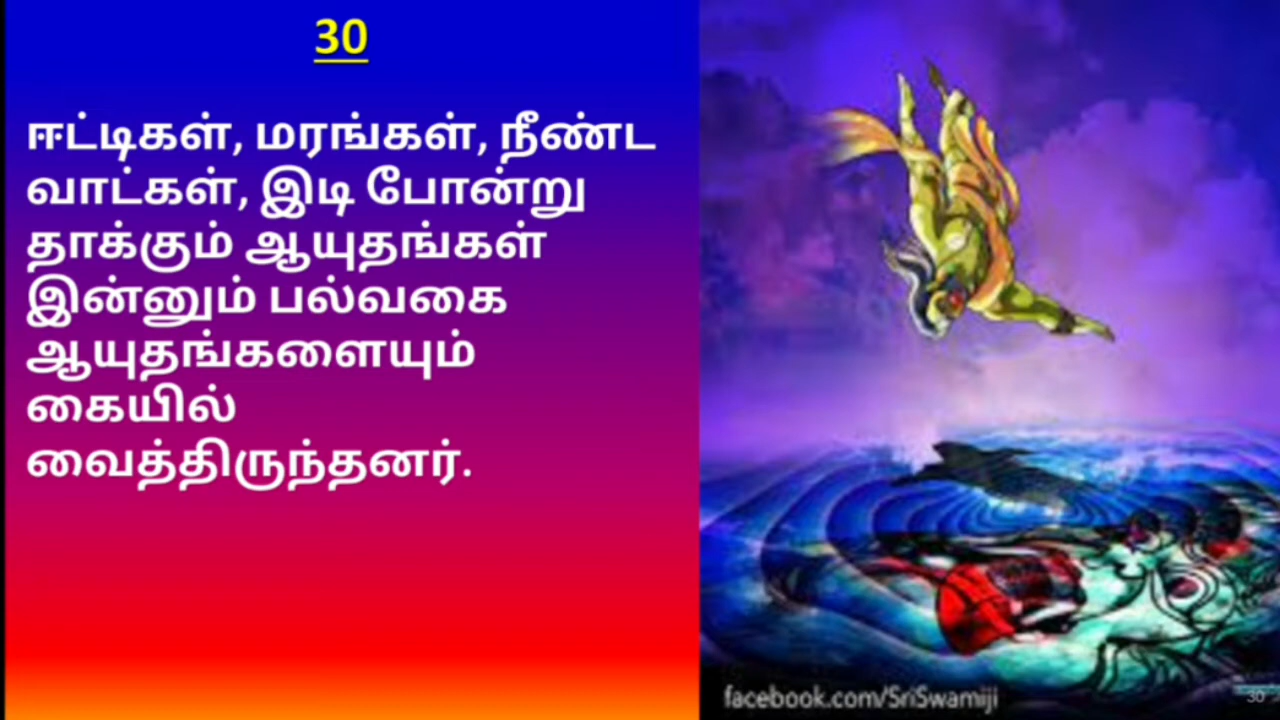 30
ஈட்டிகள், மரங்கள், நீண்ட
வாட்கள், இடி போன்று
தாக்கும் ஆயுதங்கள்
இன்னும் பல்வகை
ஆயுதங்களையும்
கையில்
வைத்திருந்தனர்.
facebook.com/SriSwamiji
30